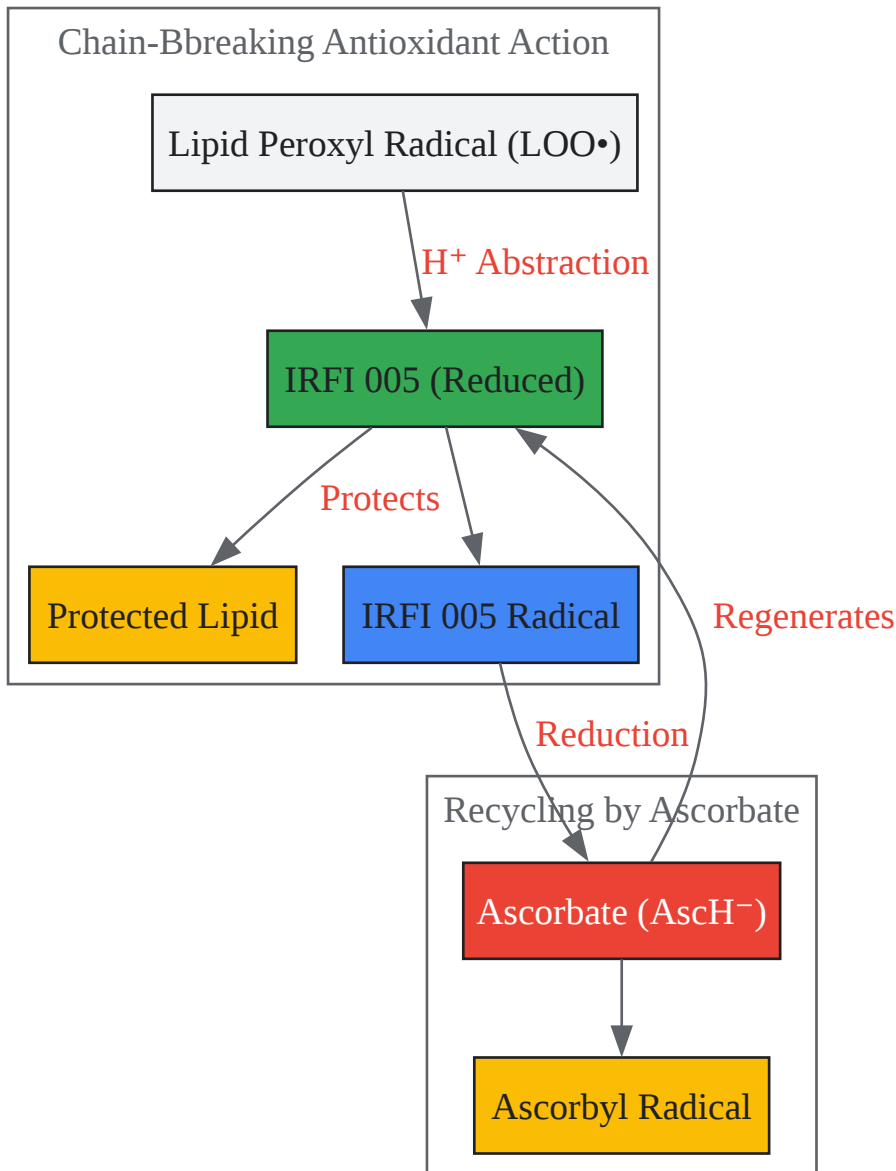 Chain-Bbreaking Antioxidant Action
Lipid Peroxyl Radical (LOO•)
H⁺ Abstraction
IRFI 005 (Reduced)
Protects
Protected Lipid
IRFI 005 Radical
Regenerates
Reduction
Recycling by Ascorbate
Ascorbate (AscH⁻)
Ascorbyl Radical